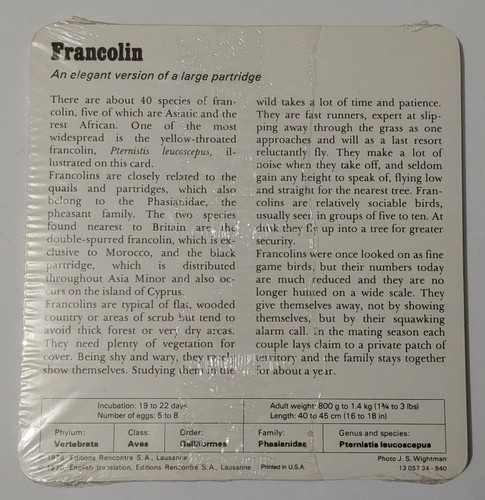 Francolin
An elegant version of a large partridge
There are about 40 species of fran-
colin, five of which are Asiatic and the
rest African. One of the most
widespread is the yellow-throated
francolin, Pternistis leucoscepus, il-
lustrated on this card.
Francolins are closely related to the
quails and partridges, which also
belong to the Phasianidae, the
pheasant family. The two species
found nearest to Britain are the
double-spurred francolin, which is ex-
clusive to Morocco, and the black
partridge, which is distributed
throughout Asia Minor and also oc-
curs on the island of Cyprus.
Francolins are typical of flat, wooded
country or areas of scrub but tend to
avoid thick forest or very dry areas.
They need plenty of vegetation for
cover. Being shy and wary, they rarely
show themselves. Studying them in the
wild takes a lot of time and patience.
They are fast runners, expert at slip-
ping away through the grass as one
approaches and will as a last resort
reluctantly fly. They make a lot of
noise when they take off, and seldom
gain any height to speak of, flying low
and straight for the nearest tree. Fran-
colins are relatively sociable birds,
usually seen in groups of five to ten. At
dusk they fly up into a tree for greater
security.
Francolins were once looked on as fine
game birds, but their numbers today
are much reduced and they are no
longer hunted on a wide scale. They
give themselves away, not by showing
themselves, but by their squawking
alarm call. In the mating season each
couple lays claim to a private patch of
territory and the family stays together
for about a year.
Incubation: 19 to 22 days
Number of eggs: 5 to 8
Adult weight: 800 g to 1.4 kg (1¾ to 3 lbs)
Length: 40 to 45 cm (16 to 18 in)
Phylum: Class: Order: Family: Genus and species:
Vertebrata Aves Galliformes Phasianidae Pternistis leucoscepus
© 1975, Editions Rencontre S.A., Lausanne Photo J. S. Wightman
© 1975 English translation, Editions Rencontre S.A., Lausanne Printed in U.S.A. 13 057 34 - 840